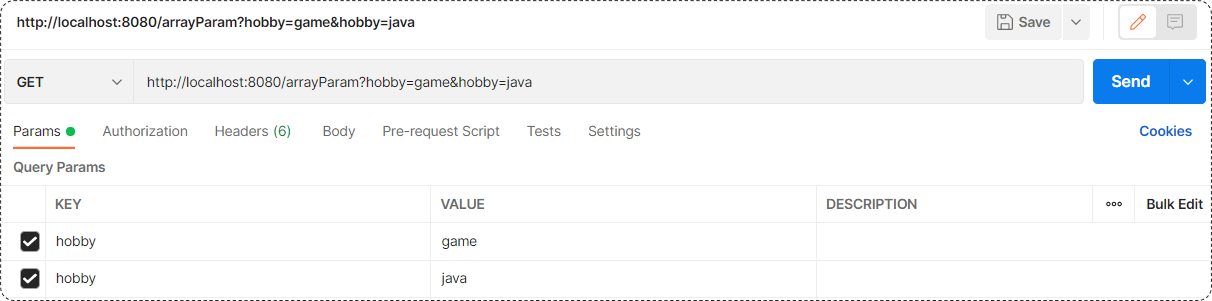 http://localhost:8080/arrayParam?hobby=game&hobby=java Save
GET http://localhost:8080/arrayParam?hobby=game&hobby=java Send
Params Authorization Headers (6) Body Pre-request Script Tests Settings Cookies
Query Params
KEY VALUE DESCRIPTION ooo Bulk Edit
hobby game
hobby java